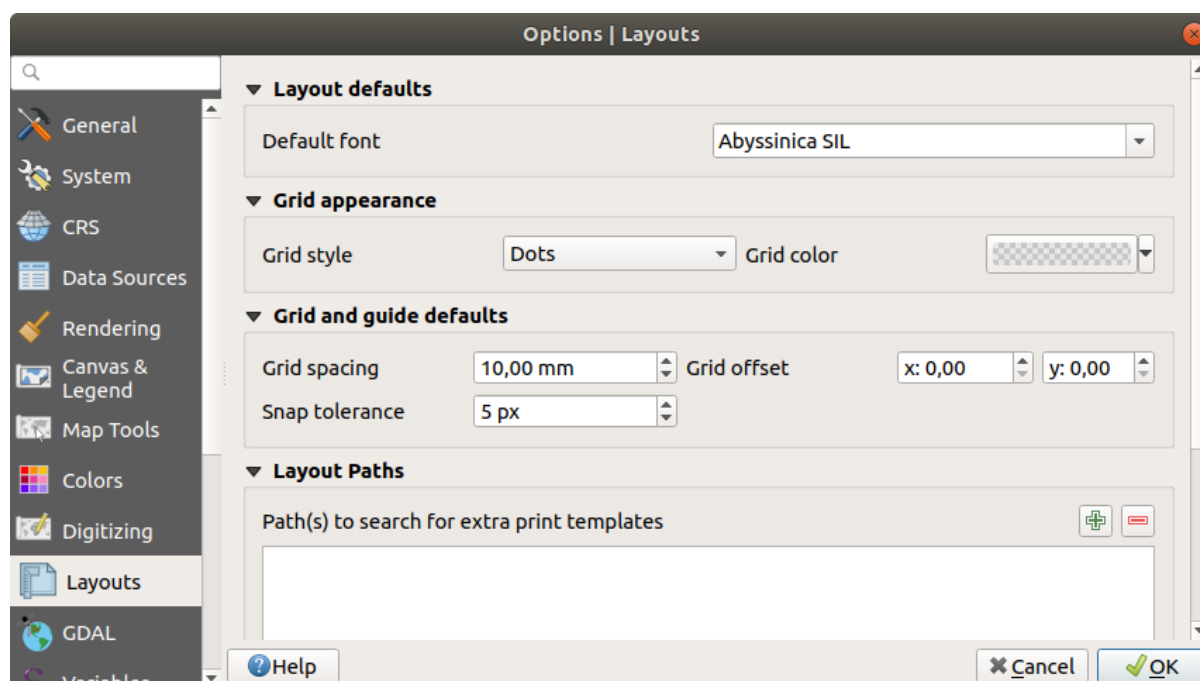 Options | Layouts
General
System
CRS
Data Sources
Rendering
Canvas &
Legend
Map Tools
Colors
Digitizing
Layouts
GDAL
Variables
Layout defaults
Default font Abyssinica SIL
Grid appearance
Grid style Dots Grid color
Grid and guide defaults
Grid spacing 10,00 mm Grid offset x: 0,00 y: 0,00
Snap tolerance 5 px
Layout Paths
Path(s) to search for extra print templates
Help Cancel OK